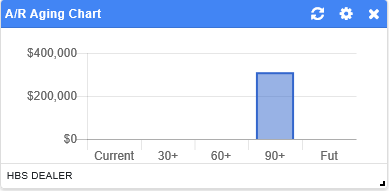 A/R Aging Chart
$400,000
$200,000
$0
Current 30+ 60+ 90+ Fut
HBS DEALER